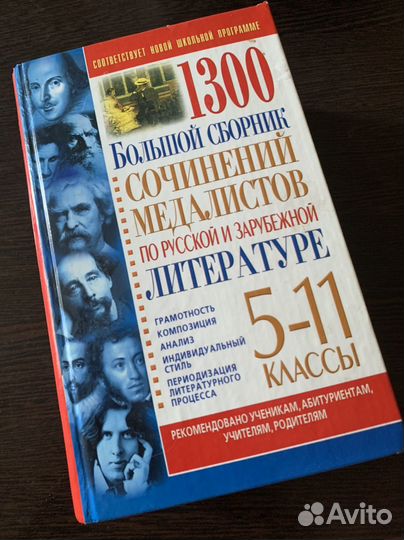 СООТВЕТСТВУЕТ НОВОЙ ШКОЛЬНОЙ ПРОГРАММЕ
1300
БОЛЬШОЙ СБОРНИК
СОЧИНЕНИЙ
МЕДАЛИСТОВ
ПО РУССКОЙ И ЗАРУБЕЖНОЙ
ЛИТЕРАТУРЕ
ГРАМОТНОСТЬ
КОМПОЗИЦИЯ
АНАЛИЗ
ИНДИВИДУАЛЬНЫЙ
СТИЛЬ
ПЕРИОДИЗАЦИЯ
ЛИТЕРАТУРНОГО
ПРОЦЕССА
5-11
КЛАССЫ
РЕКОМЕНДОВАНО УЧЕНИКАМ, АБИТУРИЕНТАМ,
УЧИТЕЛЯМ, РОДИТЕЛЯМ
Avito